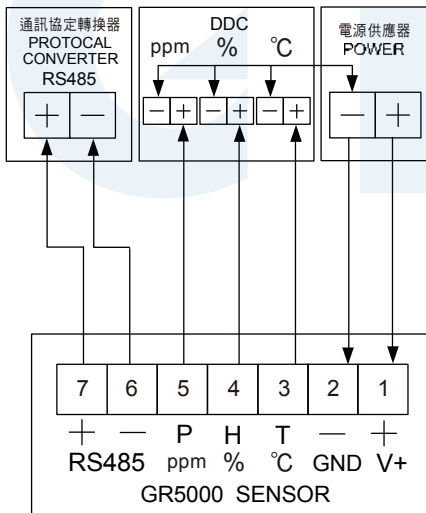 通訊協定轉換器
PROTOCAL
CONVERTER
RS485
+ −
DDC
ppm % ℃
− + − + − +
電源供應器
POWER
− +
7 6 5 4 3 2 1
+ − P H T − +
RS485 ppm % ℃ GND V+
GR5000 SENSOR